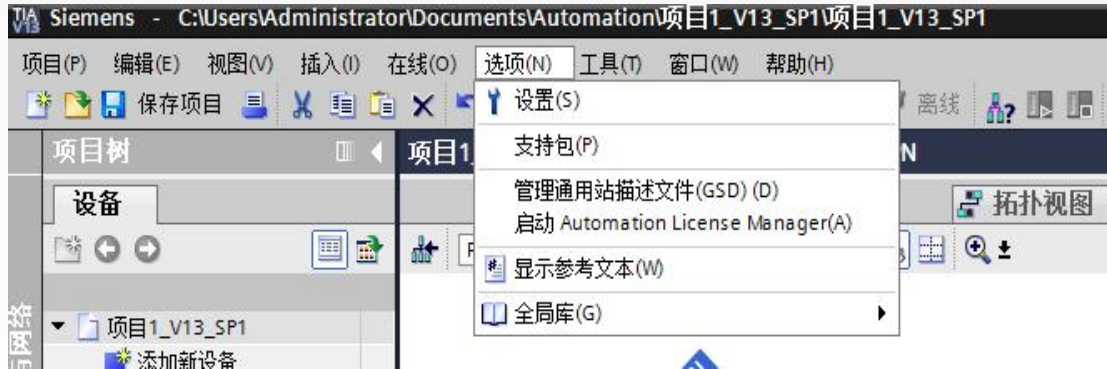 Siemens - C:\Users\Administrator\Documents\Automation\项目1_V13_SP1\项目1_V13_SP1
项目(P) 编辑(E) 视图(V) 插入(I) 在线(O) 选项(N) 工具(T) 窗口(W) 帮助(H)
保存项目 设置(S) 离线
项目树 项目1 支持包(P) N
设备 管理通用站描述文件(GSD) (D) 拓扑视图
启动 Automation License Manager(A)
显示参考文本(W)
全局库(G)
项目1_V13_SP1
添加新设备